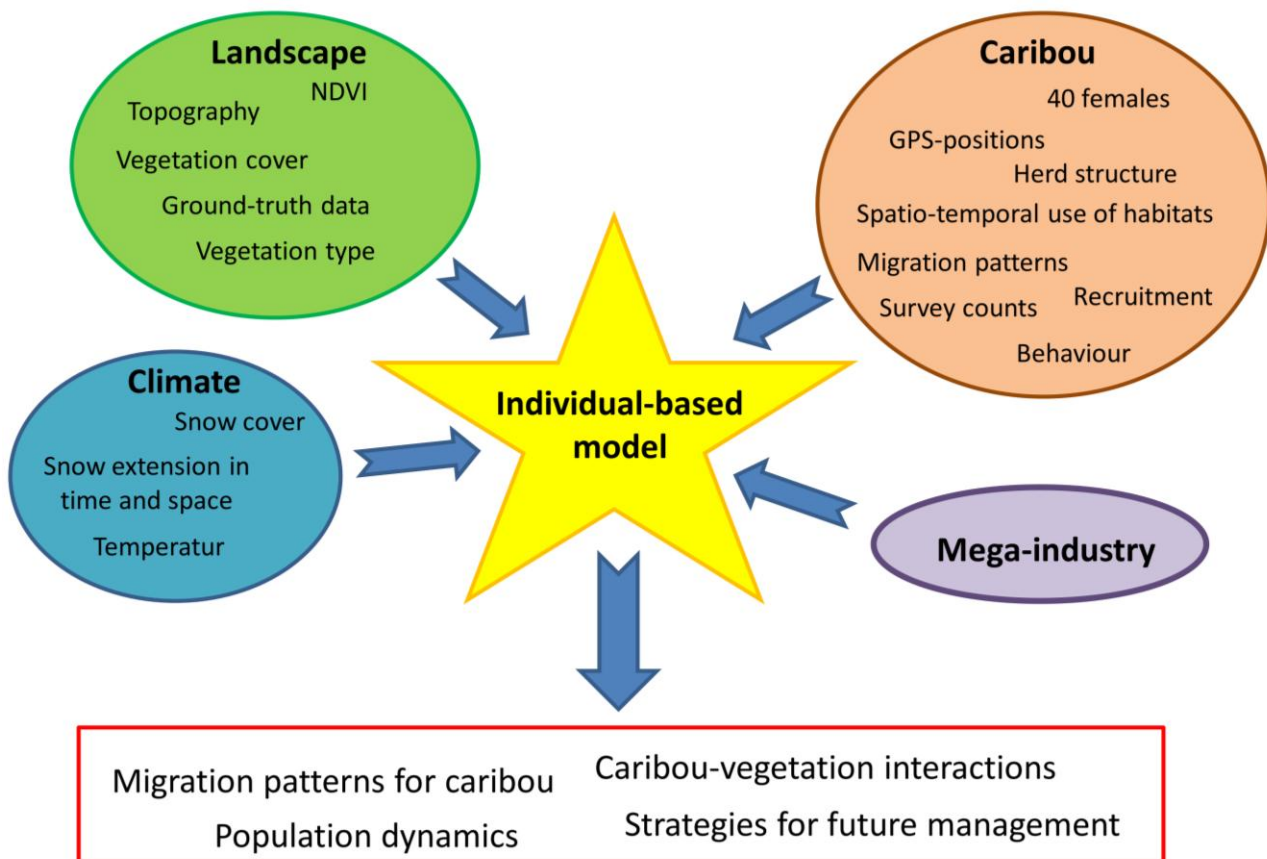 Landscape
NDVI
Topography
Vegetation cover
Ground-truth data
Vegetation type
Caribou
40 females
GPS-positions
Herd structure
Spatio-temporal use of habitats
Migration patterns
Survey counts
Recruitment
Behaviour
Climate
Snow cover
Snow extension in
time and space
Temperatur
Individual-based
model
Mega-industry
Migration patterns for caribou
Caribou-vegetation interactions
Population dynamics
Strategies for future management